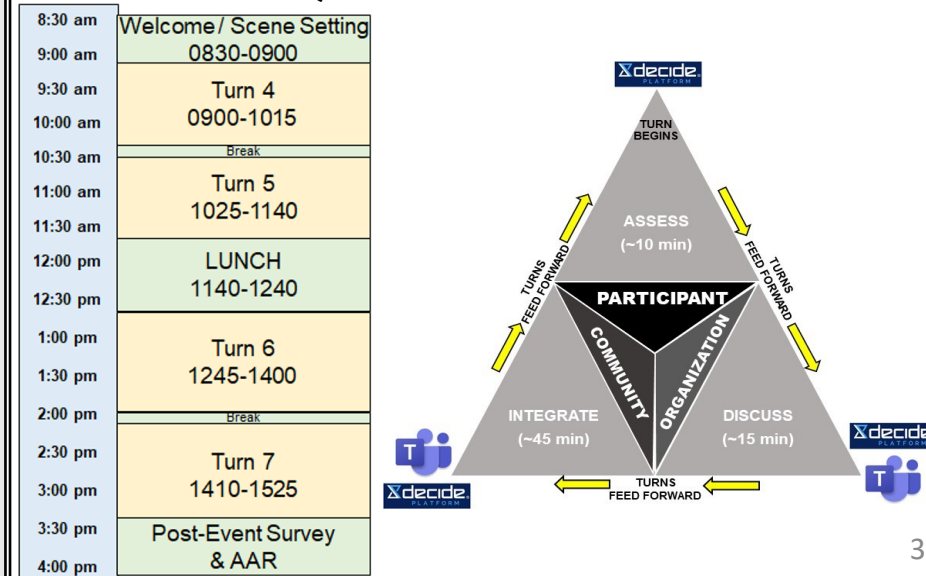 8:30 am
9:00 am
9:30 am
10:00 am
10:30 am
11:00 am
11:30 am
12:00 pm
12:30 pm
1:00 pm
1:30 pm
2:00 pm
2:30 pm
3:00 pm
3:30 pm
4:00 pm
Welcome / Scene Setting
0830-0900
Turn 4
0900-1015
Break
Turn 5
1025-1140
LUNCH
1140-1240
Turn 6
1245-1400
Break
Turn 7
1410-1525
Post-Event Survey
& AAR
decide
PLATFORM
TURN
BEGINS
ASSESS
(~10 min)
TURNS
FEED FORWARD
TURNS
FEED FORWARD
PARTICIPANT
COMMUNITY
ORGANIZATION
INTEGRATE
(~45 min)
DISCUSS
(~15 min)
T
decide
PLATFORM
decide
PLATFORM
T
TURNS
FEED FORWARD
3